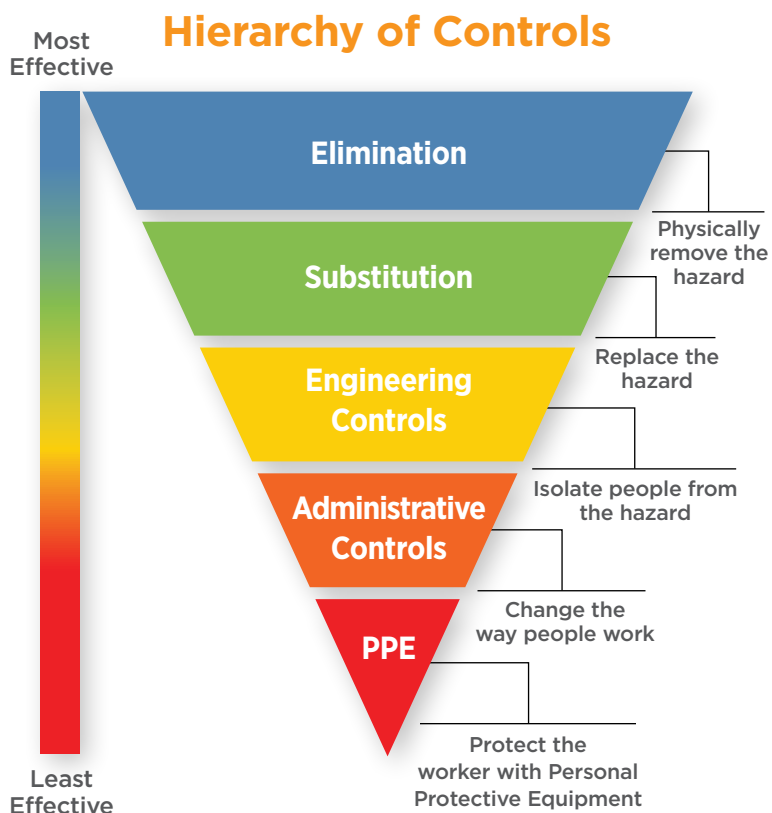 Hierarchy of Controls
Most
Effective
Elimination
Physically
remove the
hazard
Substitution
Replace the
hazard
Engineering
Controls
Isolate people from
the hazard
Administrative
Controls
Change the
way people work
PPE
Protect the
worker with Personal
Protective Equipment
Least
Effective